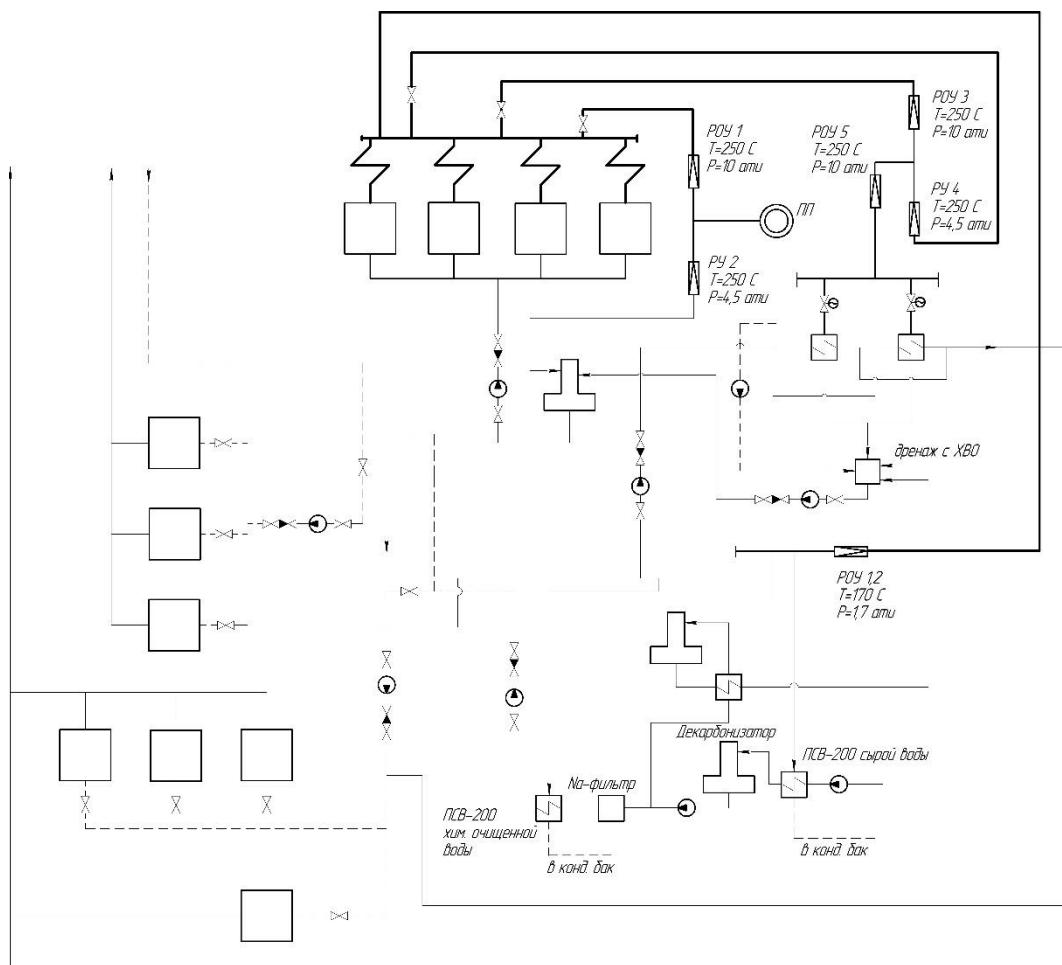 РОУ 3
Т=250 С
Р=10 ати
РОУ 5
Т=250 С
Р=10 ати
РОУ 1
Т=250 С
Р=10 ати
РУ 4
Т=250 С
Р=4,5 ати
ПП
РУ 2
Т=250 С
Р=4,5 ати
дренаж с ХВО
РОУ 1,2
Т=170 С
Р=1,7 ати
Декарбонизатор
ПСВ-200 сырой воды
Na-фильтр
ПСВ-200
хим. очищенной
воды
в конд. бак
в конд. бак